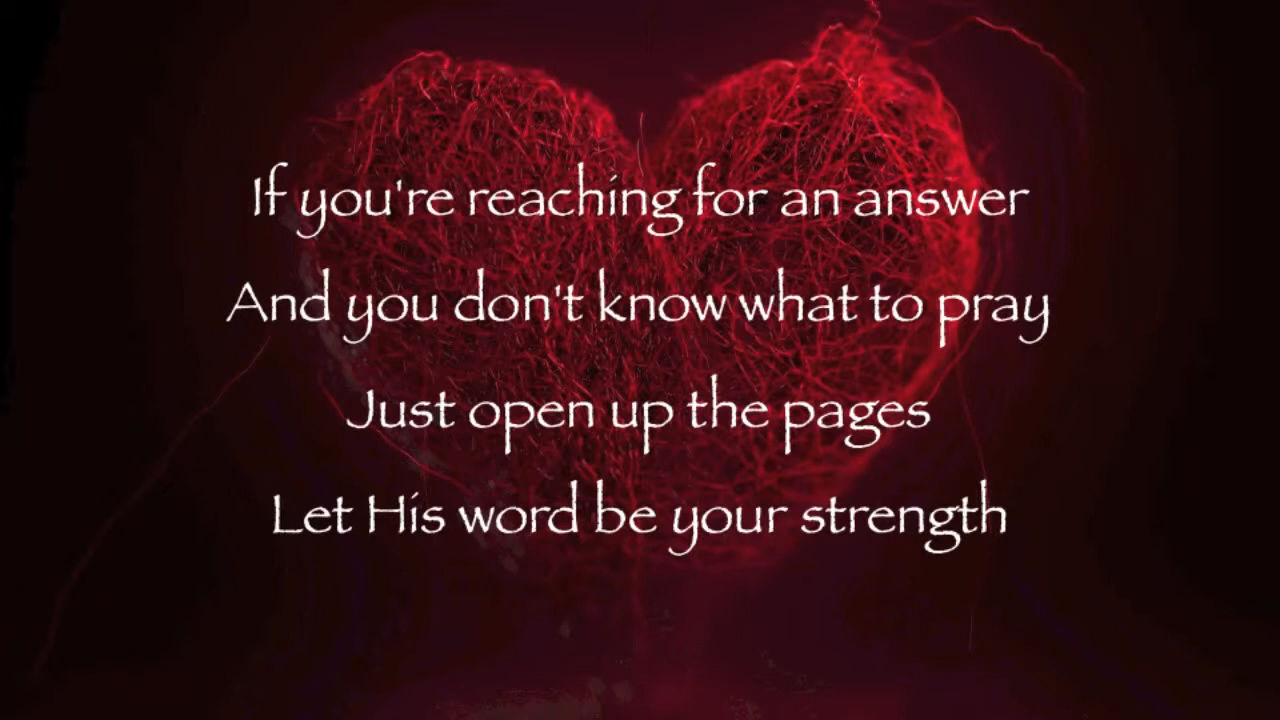 If you're reaching for an answer
And you don't know what to pray
Just open up the pages
Let His word be your strength